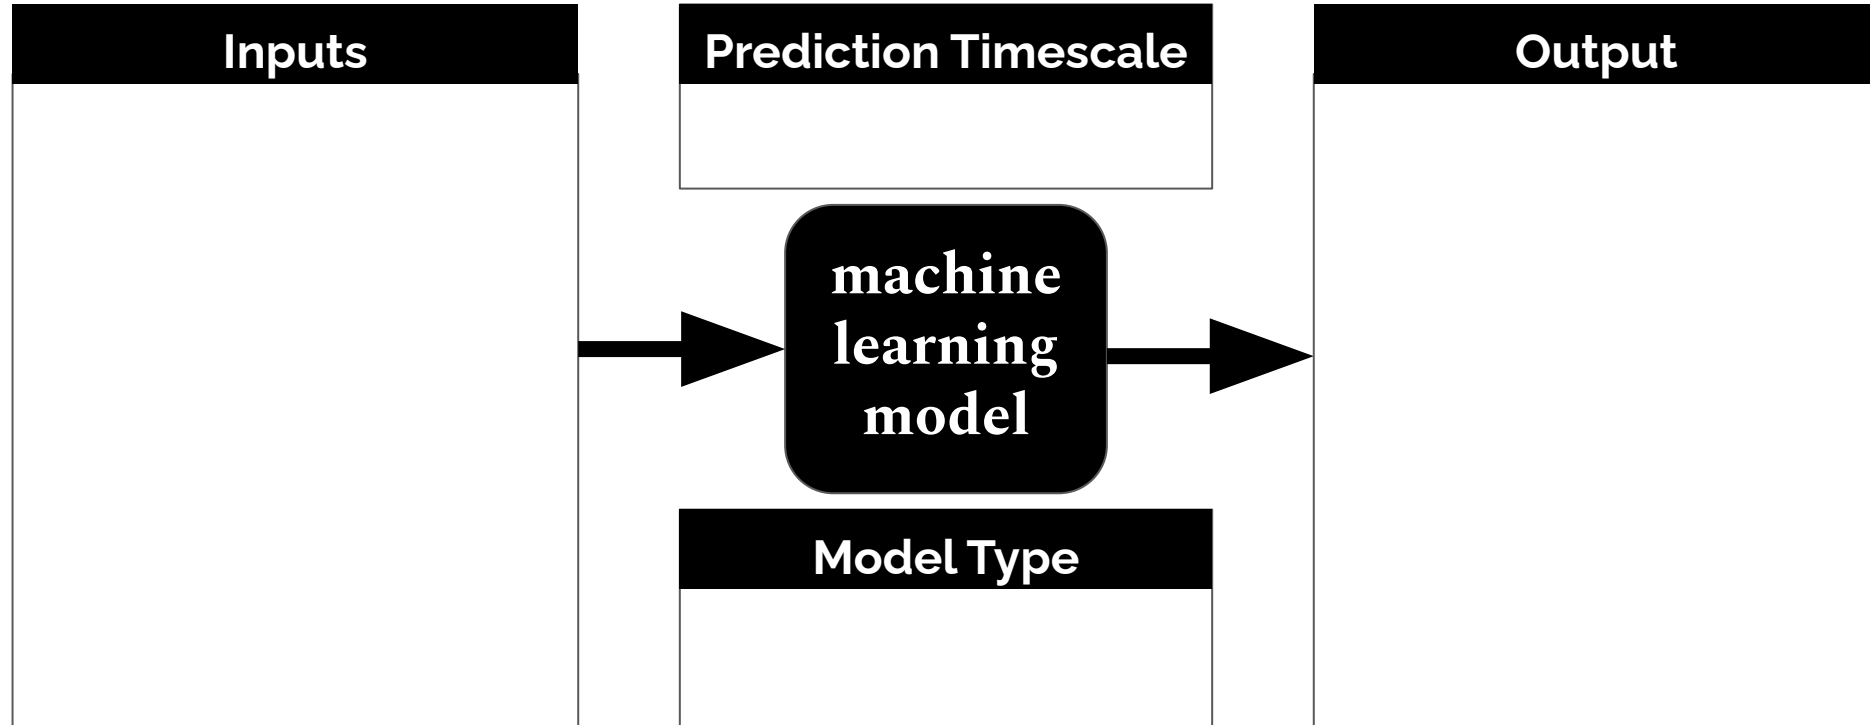 Inputs
Prediction Timescale
Output
machine
learning
model
Model Type